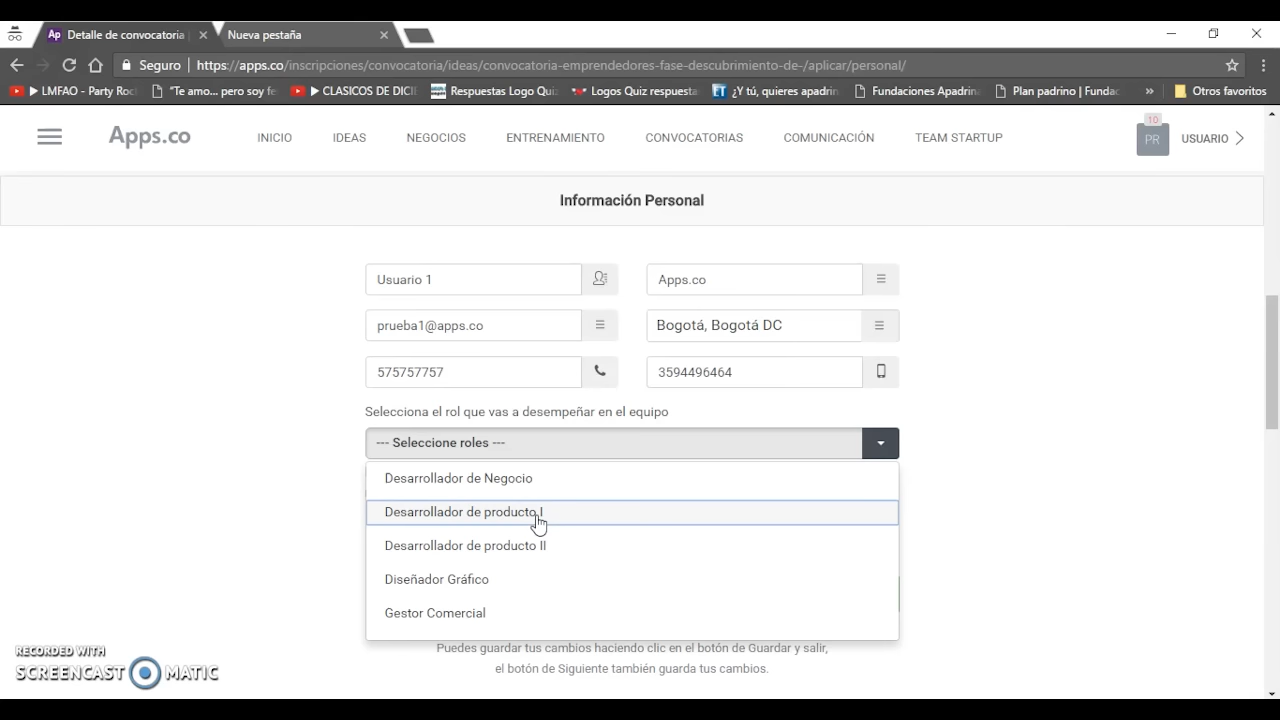 Detalle de convocatoria
Nueva pestaña
Seguro
https://apps.co/inscripciones/convocatoria/ideas/convocatoria-emprendedores-fase-descubrimiento-de-/aplicar/personal/
LMFAO - Party Roc
"Te amo... pero soy fe
CLASICOS DE DICIE
Respuestas Logo Quiz
Logos Quiz respuesta
ET ¿Y tú, quieres apadrin
Fundaciones Apadrina
Plan padrino | Fundac
»
Otros favoritos
Apps.co
INICIO
IDEAS
NEGOCIOS
ENTRENAMIENTO
CONVOCATORIAS
COMUNICACIÓN
TEAM STARTUP
10
PR
USUARIO
Información Personal
Usuario 1
Apps.co
prueba1@apps.co
Bogotá, Bogotá DC
575757757
3594496464
Selecciona el rol que vas a desempeñar en el equipo
--- Seleccione roles ---
Desarrollador de Negocio
Desarrollador de producto I
Desarrollador de producto II
Diseñador Gráfico
Gestor Comercial
Puedes guardar tus cambios haciendo clic en el botón de Guardar y salir,
el botón de Siguiente también guarda tus cambios.
RECORDED WITH
SCREENCAST MATIC